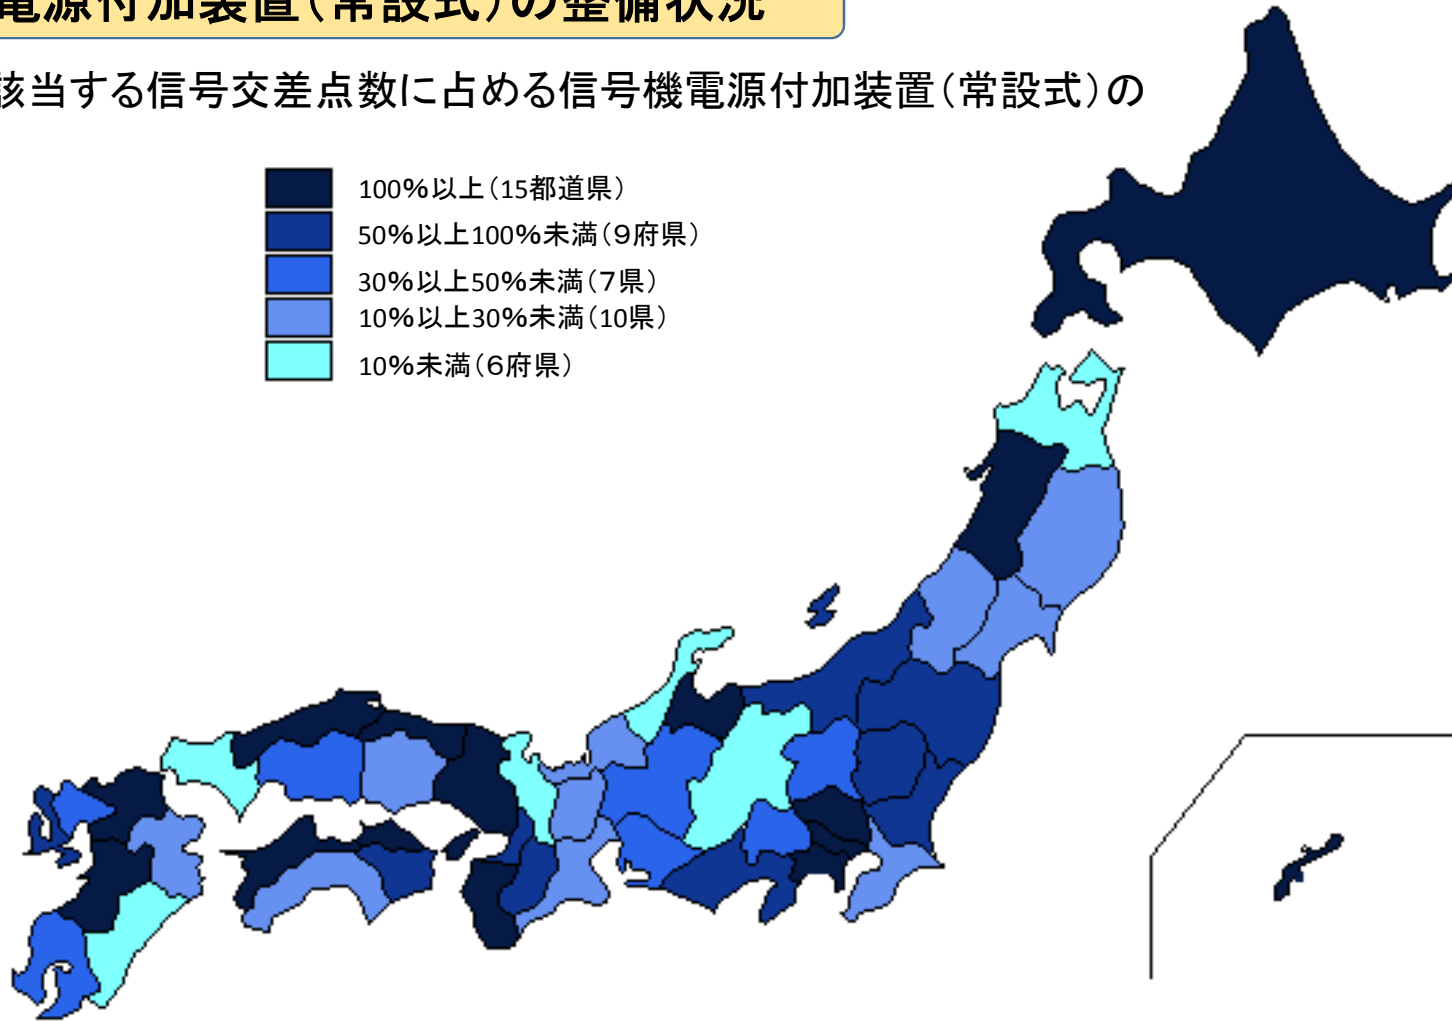 電源付加装置（常設式）の整備状況
該当する信号交差点数に占める信号機電源付加装置（常設式）の
100%以上（15都道県）
50%以上100%未満（９府県）
30%以上50%未満（７県）
10%以上30%未満（10県）
10%未満（６府県）